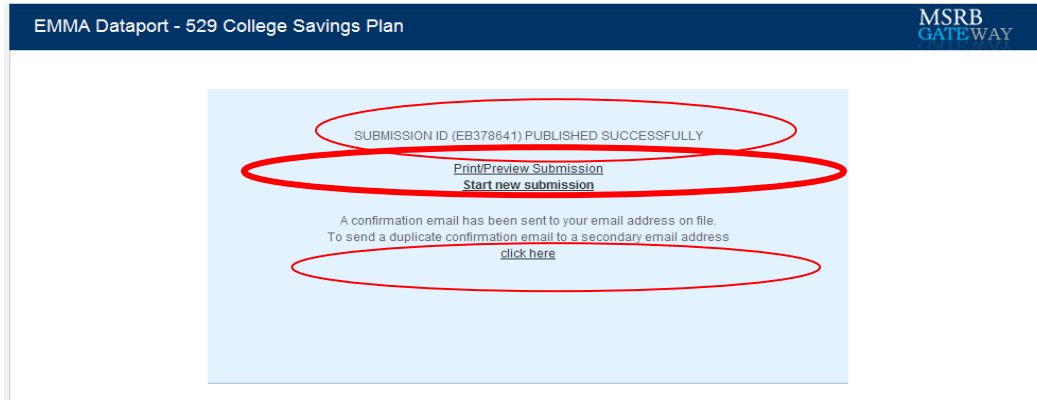 EMMA Dataport - 529 College Savings Plan
MSRB
GATEWAY
SUBMISSION ID (EB378641) PUBLISHED SUCCESSFULLY
Print/Preview Submission
Start new submission
A confirmation email has been sent to your email address on file.
To send a duplicate confirmation email to a secondary email address
click here